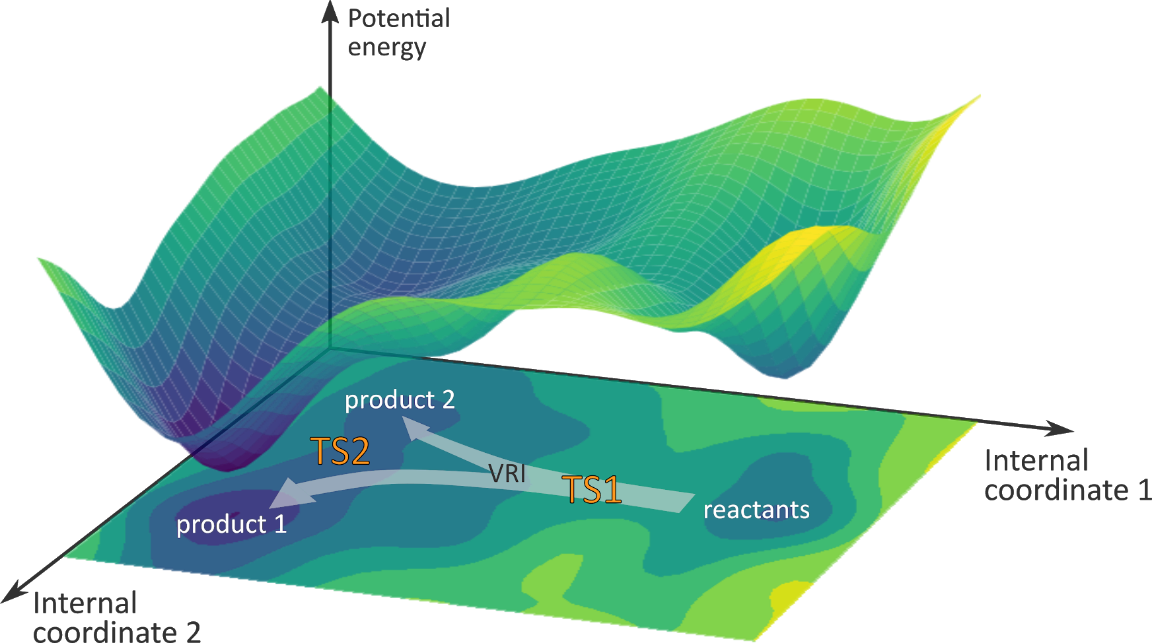 Potential
energy
product 2
TS2
VRI
TS1
product 1
reactants
Internal
coordinate 1
Internal
coordinate 2